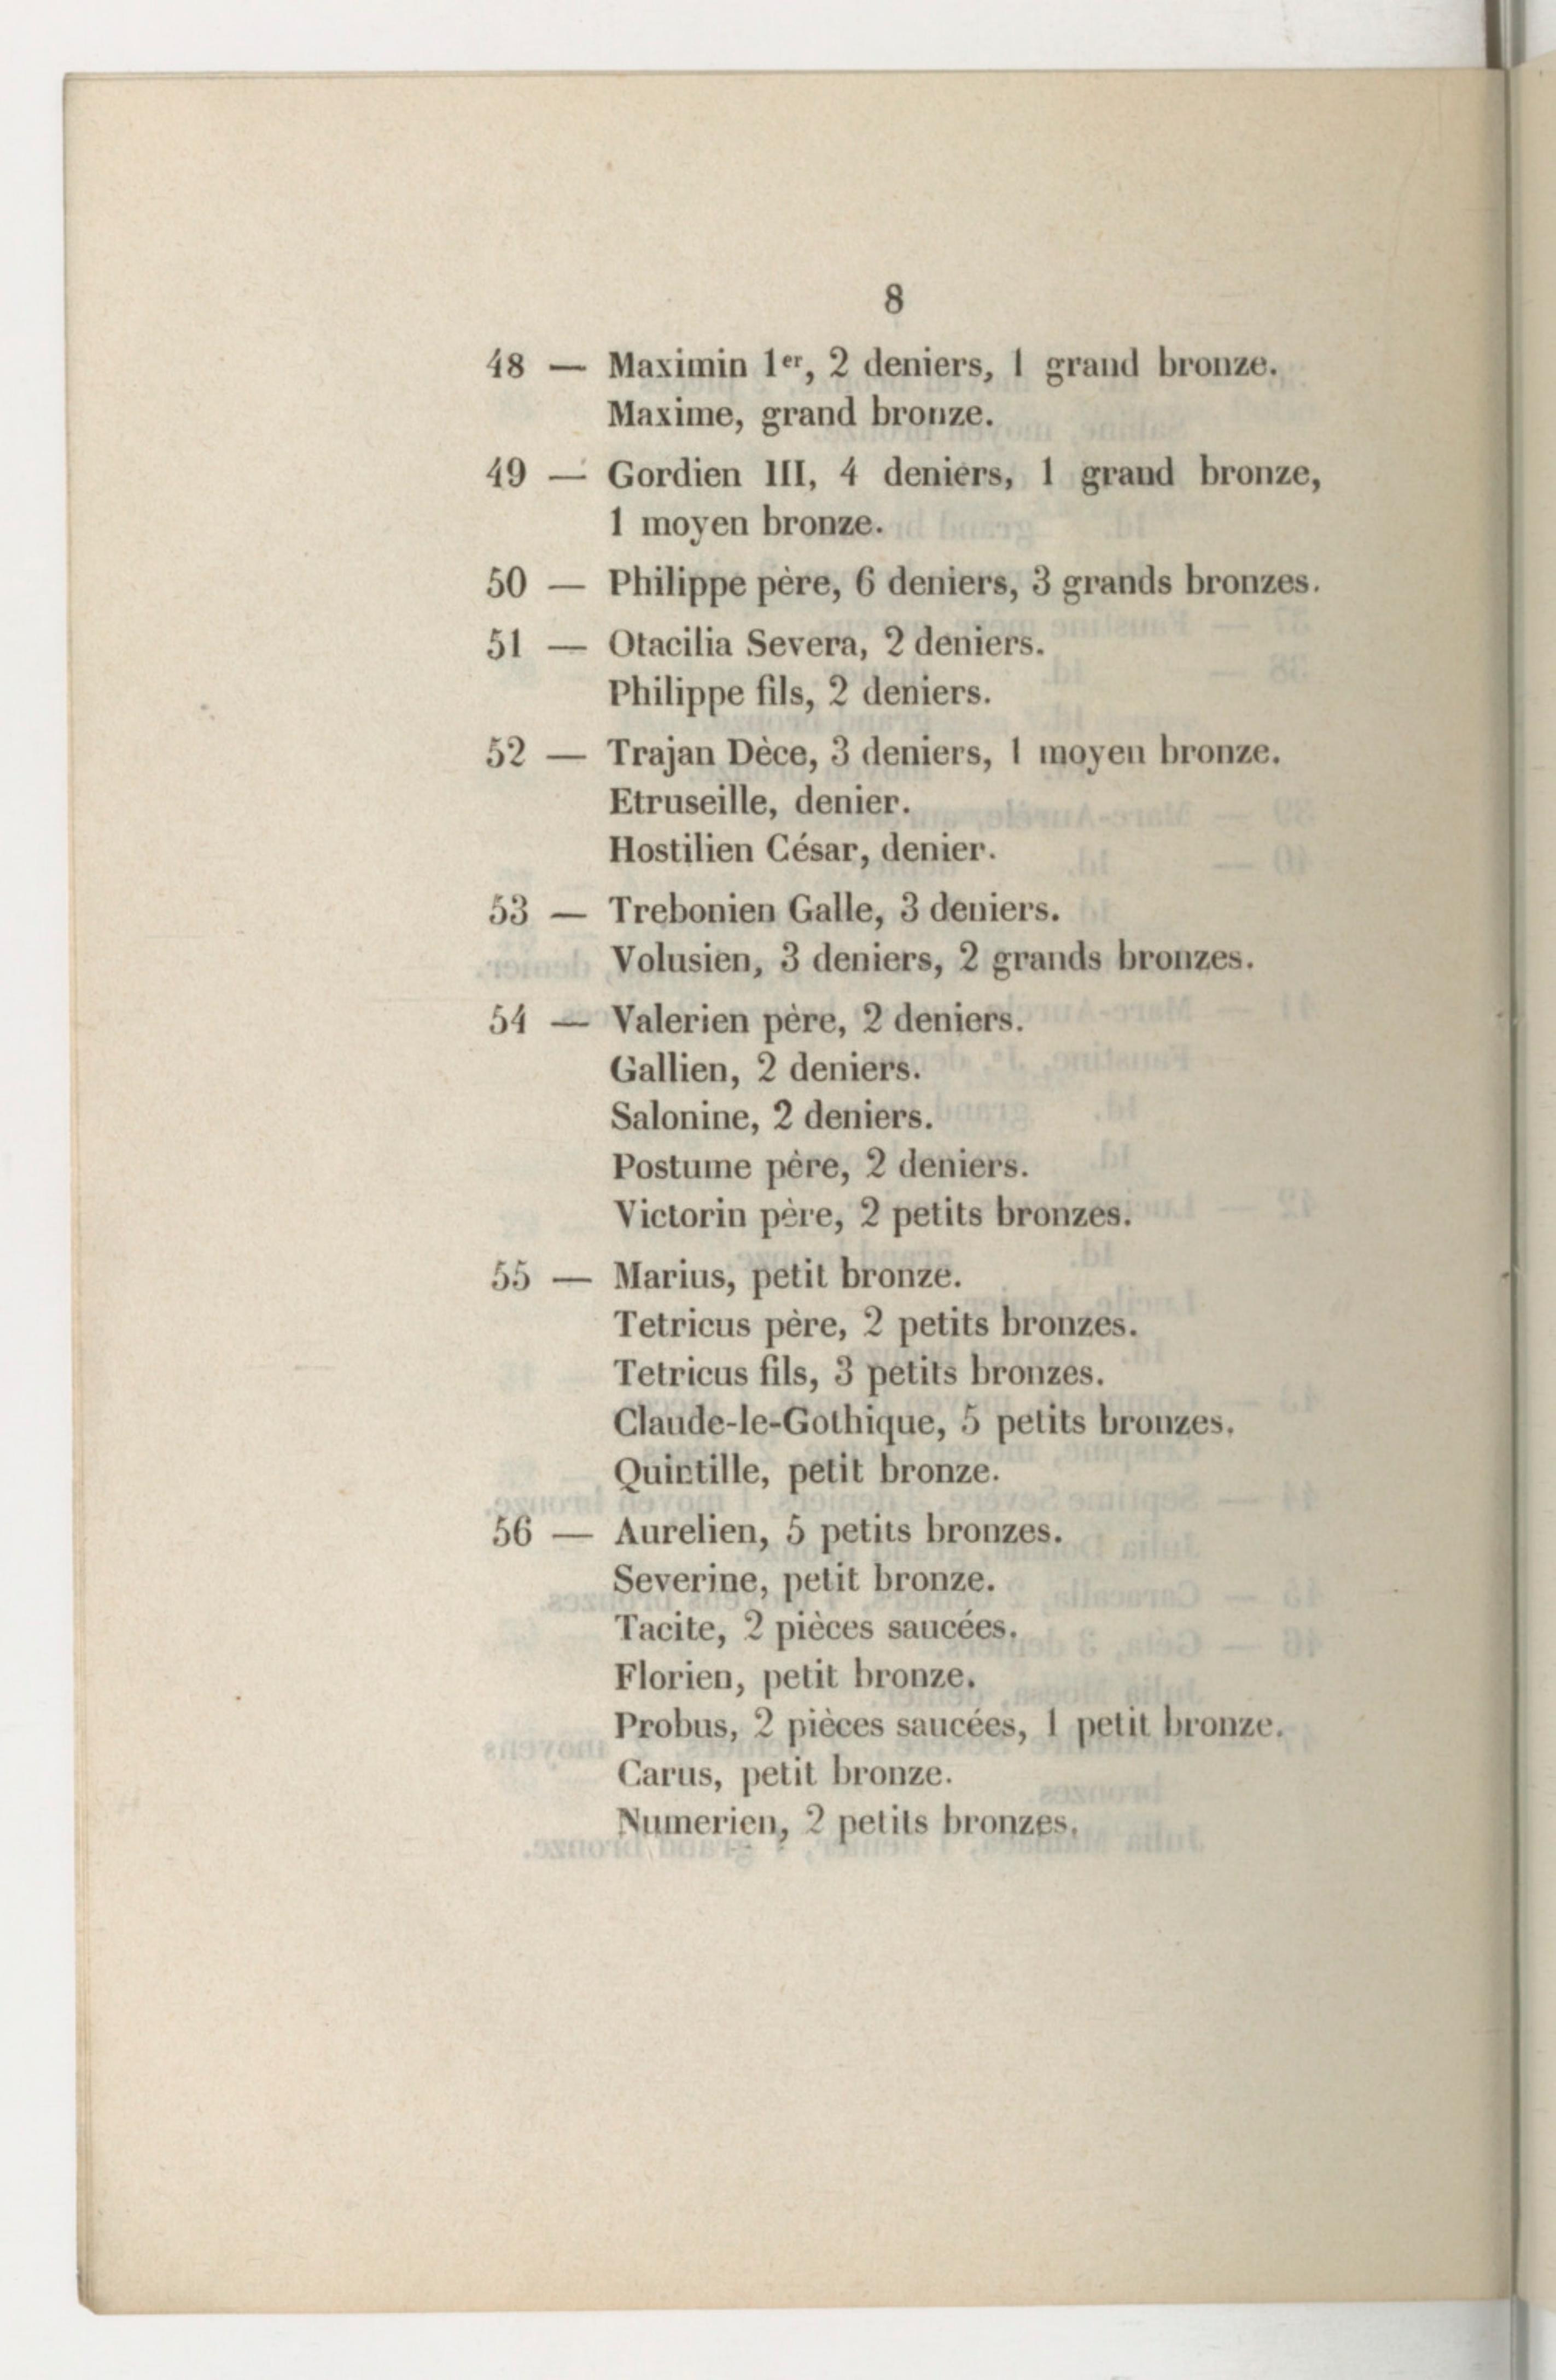 8
48 — Maximin 1er, 2 deniers, 1 grand bronze.
Maxime, grand bronze.
49 — Gordien III, 4 deniers, 1 grand bronze,
1 moyen bronze.
50 — Philippe père, 6 deniers, 3 grands bronzes.
51 — Otacilia Severa, 2 deniers.
Philippe fils, 2 deniers.
52 — Trajan Dèce, 3 deniers, 1 moyen bronze.
Etruseille, denier.
Hostilien César, denier.
53 — Trebonien Galle, 3 deniers.
Volusien, 3 deniers, 2 grands bronzes.
54 — Valerien père, 2 deniers.
Gallien, 2 deniers.
Salonine, 2 deniers.
Postume père, 2 deniers.
Victorin père, 2 petits bronzes.
55 — Marius, petit bronze.
Tetricus père, 2 petits bronzes.
Tetricus fils, 3 petits bronzes.
Claude-le-Gothique, 5 petits bronzes.
Quintille, petit bronze.
56 — Aurelien, 5 petits bronzes.
Severine, petit bronze.
Tacite, 2 pièces saucées.
Florien, petit bronze.
Probus, 2 pièces saucées, 1 petit bronze.
Carus, petit bronze.
Numerien, 2 petits bronzes.